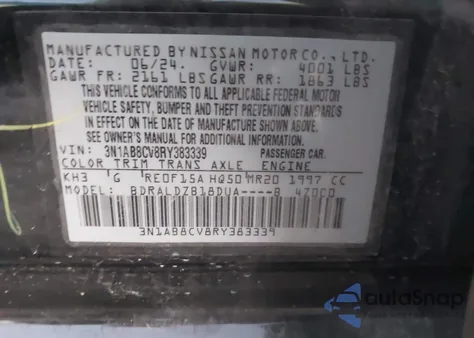 MANUFACTURED BY NISSAN MOTOR CO., LTD.
DATE: 06/24. GVWR: 4001 LBS
GAWR FR: 2161 LBS GAWR RR: 1863 LBS
THIS VEHICLE CONFORMS TO ALL APPLICABLE FEDERAL MOTOR
VEHICLE SAFETY, BUMPER AND THEFT PREVENTION STANDARDS
IN EFFECT ON THE DATE OF MANUFACTURE SHOWN ABOVE.
SEE OWNER'S MANUAL FOR ADDITIONAL INFORMATION.
VIN: 3N1AB8CV8RY383339 PASSENGER CAR.
COLOR TRIM TRANS AXLE ENGINE
KH3 G RE0F15A HQ50 MR20 1997 CC
MODEL: BDRALDZB18DUA----B 4Z0C0
3N1AB8CV8RY383339
autoSnap